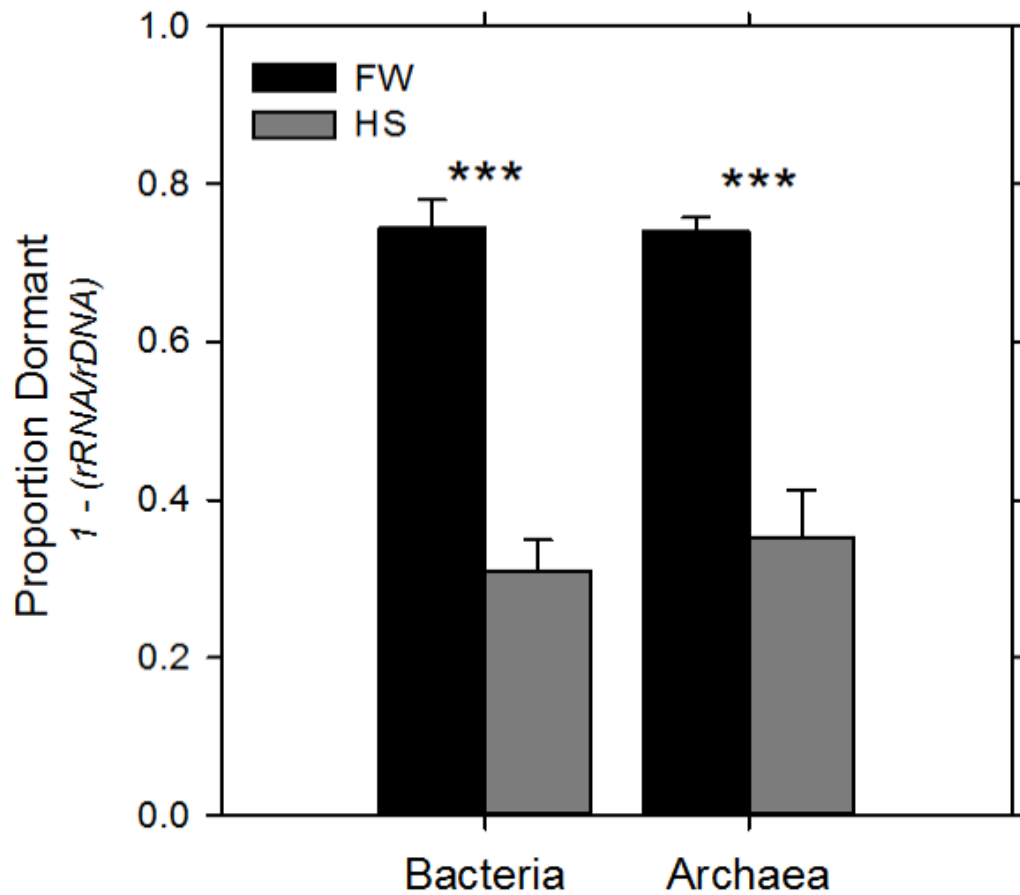 Proportion Dormant
1 - (rRNA/rDNA)
1.0
0.8
0.6
0.4
0.2
0.0
FW
HS
***
***
Bacteria
Archaea